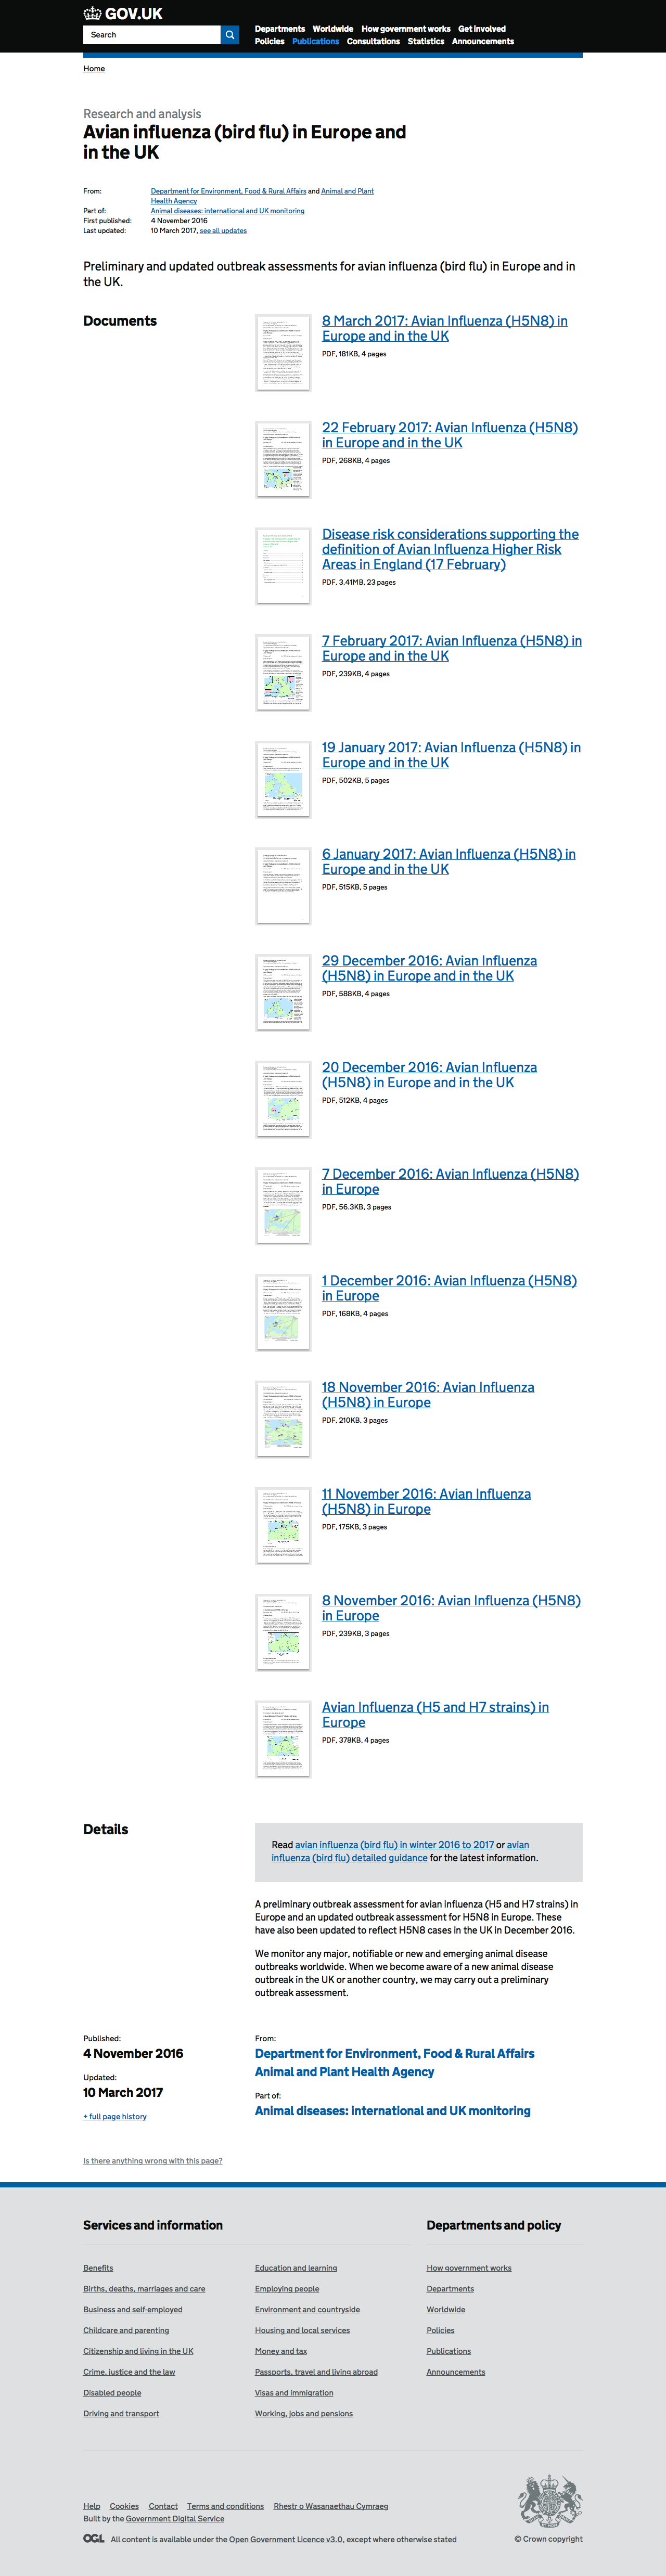 GOV.UK
Search
Departments Worldwide How government works Get involved
Policies Publications Consultations Statistics Announcements
Home
Research and analysis
Avian influenza (bird flu) in Europe and
in the UK
From: Department for Environment, Food & Rural Affairs and Animal and Plant
Health Agency
Part of: Animal diseases: international and UK monitoring
First published: 4 November 2016
Last updated: 10 March 2017, see all updates
Preliminary and updated outbreak assessments for avian influenza (bird flu) in Europe and in
the UK.
Documents
8 March 2017: Avian Influenza (H5N8) in
Europe and in the UK
PDF, 181KB, 4 pages
22 February 2017: Avian Influenza (H5N8)
in Europe and in the UK
PDF, 268KB, 4 pages
Disease risk considerations supporting the
definition of Avian Influenza Higher Risk
Areas in England (17 February)
PDF, 3.41MB, 23 pages
7 February 2017: Avian Influenza (H5N8) in
Europe and in the UK
PDF, 239KB, 4 pages
19 January 2017: Avian Influenza (H5N8) in
Europe and in the UK
PDF, 502KB, 5 pages
6 January 2017: Avian Influenza (H5N8) in
Europe and in the UK
PDF, 515KB, 5 pages
29 December 2016: Avian Influenza
(H5N8) in Europe and in the UK
PDF, 588KB, 4 pages
20 December 2016: Avian Influenza
(H5N8) in Europe and in the UK
PDF, 512KB, 4 pages
7 December 2016: Avian Influenza (H5N8)
in Europe
PDF, 56.3KB, 3 pages
1 December 2016: Avian Influenza (H5N8)
in Europe
PDF, 168KB, 4 pages
18 November 2016: Avian Influenza
(H5N8) in Europe
PDF, 210KB, 3 pages
11 November 2016: Avian Influenza
(H5N8) in Europe
PDF, 175KB, 3 pages
8 November 2016: Avian Influenza (H5N8)
in Europe
PDF, 239KB, 3 pages
Avian Influenza (H5 and H7 strains) in
Europe
PDF, 378KB, 4 pages
Details
Read avian influenza (bird flu) in winter 2016 to 2017 or avian
influenza (bird flu) detailed guidance for the latest information.
A preliminary outbreak assessment for avian influenza (H5 and H7 strains) in
Europe and an updated outbreak assessment for H5N8 in Europe. These
have also been updated to reflect H5N8 cases in the UK in December 2016.
We monitor any major, notifiable or new and emerging animal disease
outbreaks worldwide. When we become aware of a new animal disease
outbreak in the UK or another country, we may carry out a preliminary
outbreak assessment.
Published:
4 November 2016
Updated:
10 March 2017
+ full page history
From:
Department for Environment, Food & Rural Affairs
Animal and Plant Health Agency
Part of:
Animal diseases: international and UK monitoring
Is there anything wrong with this page?
Services and information
Benefits
Births, deaths, marriages and care
Business and self-employed
Childcare and parenting
Citizenship and living in the UK
Crime, justice and the law
Disabled people
Driving and transport
Education and learning
Employing people
Environment and countryside
Housing and local services
Money and tax
Passports, travel and living abroad
Visas and immigration
Working, jobs and pensions
Departments and policy
How government works
Departments
Worldwide
Policies
Publications
Announcements
Help Cookies Contact Terms and conditions Rhestr o Wasanaethau Cymraeg
Built by the Government Digital Service
OGL All content is available under the Open Government Licence v3.0, except where otherwise stated
© Crown copyright